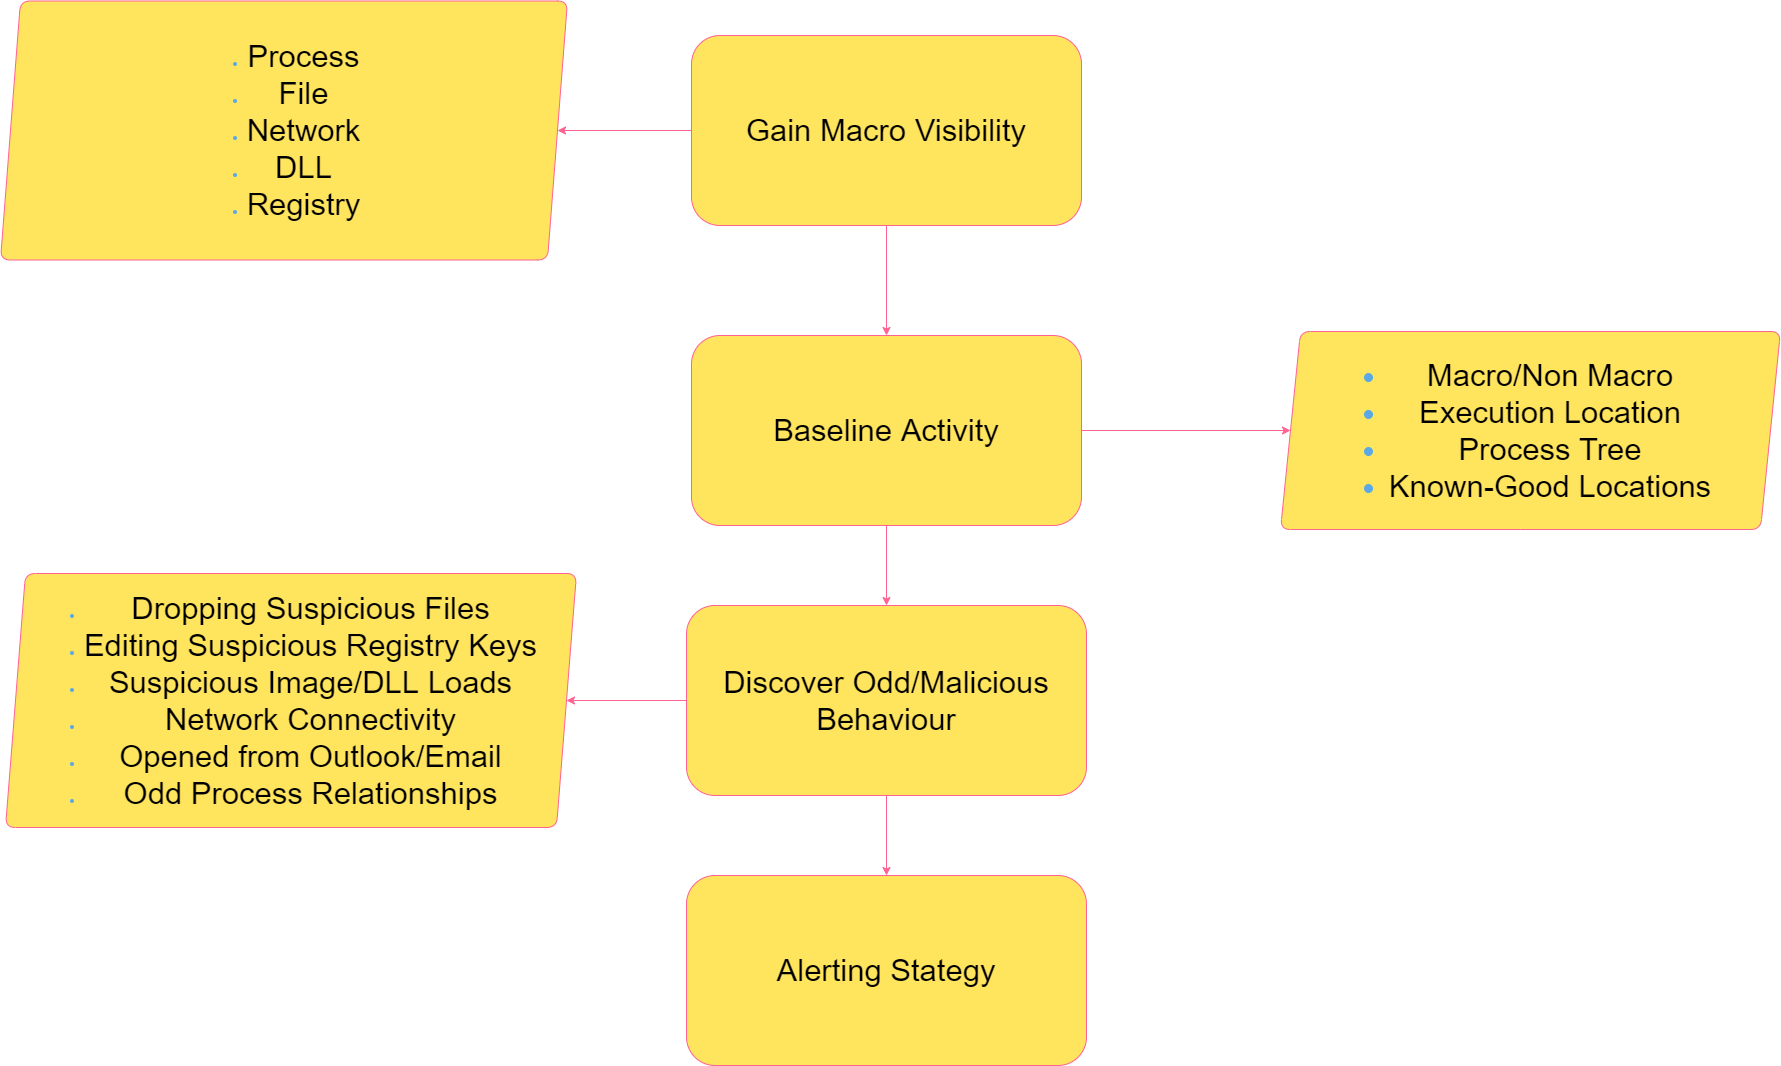 Process
File
Network
DLL
Registry
Gain Macro Visibility
Baseline Activity
Macro/Non Macro
Execution Location
Process Tree
Known-Good Locations
Dropping Suspicious Files
Editing Suspicious Registry Keys
Suspicious Image/DLL Loads
Network Connectivity
Opened from Outlook/Email
Odd Process Relationships
Discover Odd/Malicious
Behaviour
Alerting Stategy